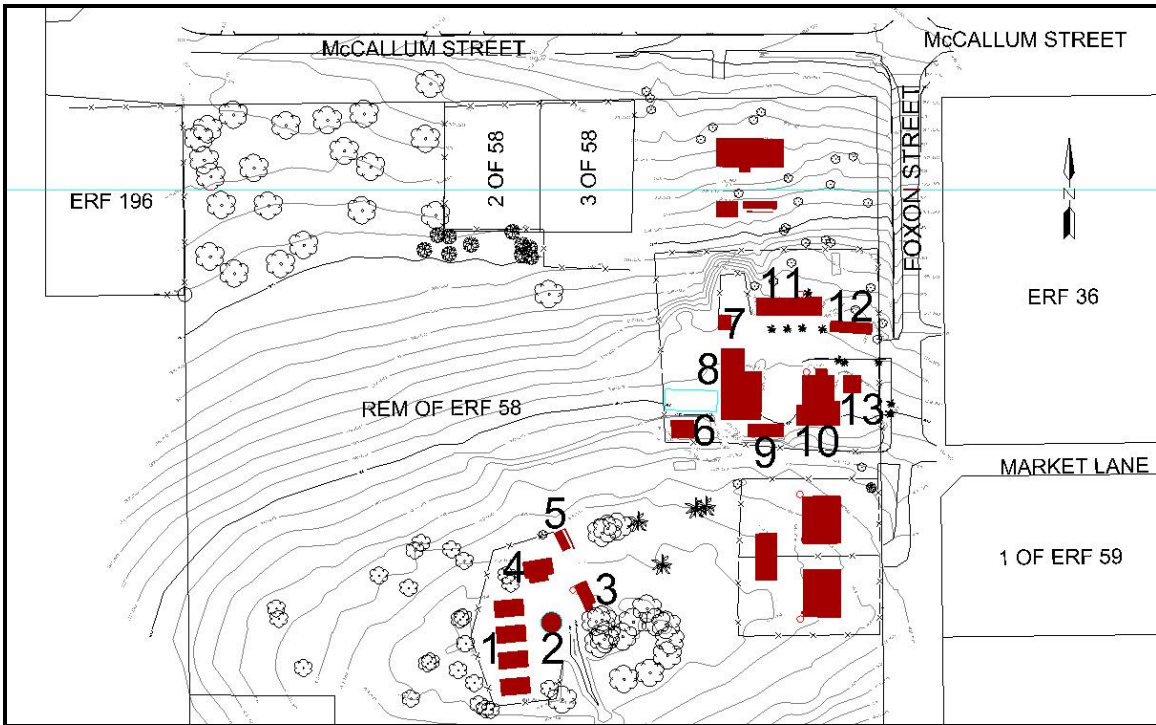 McCALLUM STREET
McCALLUM STREET
FOXON STREET
2 OF 58
3 OF 58
ERF 196
N
ERF 36
11
12
7
8
REM OF ERF 58
13
6
9
10
MARKET LANE
5
4
3
1 OF ERF 59
1
2